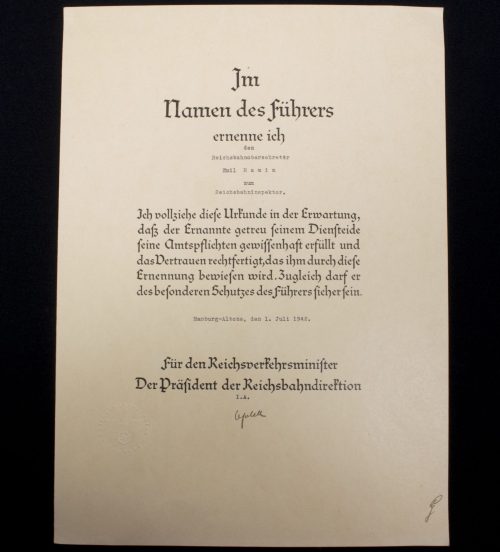 Im
Namen des Führers
ernenne ich
den
Reichsbahnobersekretär
Emil
zum
Reichsbahninspektor.
Ich vollziehe diese Urkunde in der Erwartung,
daß der Ernannte getreu seinem Diensteide
seine Amtspflichten gewissenhaft erfüllt und
das Vertrauen rechtfertigt, das ihm durch diese
Ernennung bewiesen wird. Zugleich darf er
des besonderen Schutzes des Führers sicher sein.
Hamburg-Altona, den 1. Juli 1942.
Für den Reichsverkehrsminister
Der Präsident der Reichsbahndirektion
I.A.